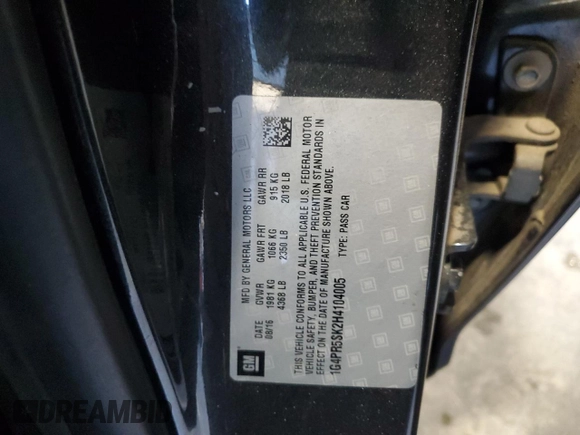 MFD BY GENERAL MOTORS LLC
DATE GVWR GAWR FRT GAWR RR
08/16 1981 KG 1066 KG 915 KG
4368 LB 2350 LB 2018 LB
THIS VEHICLE CONFORMS TO ALL APPLICABLE U.S. FEDERAL MOTOR
VEHICLE SAFETY, BUMPER, AND THEFT PREVENTION STANDARDS IN
EFFECT ON THE DATE OF MANUFACTURE SHOWN ABOVE.
1G4PR5SK2H4104005 TYPE: PASS CAR
GM
DREAMBID